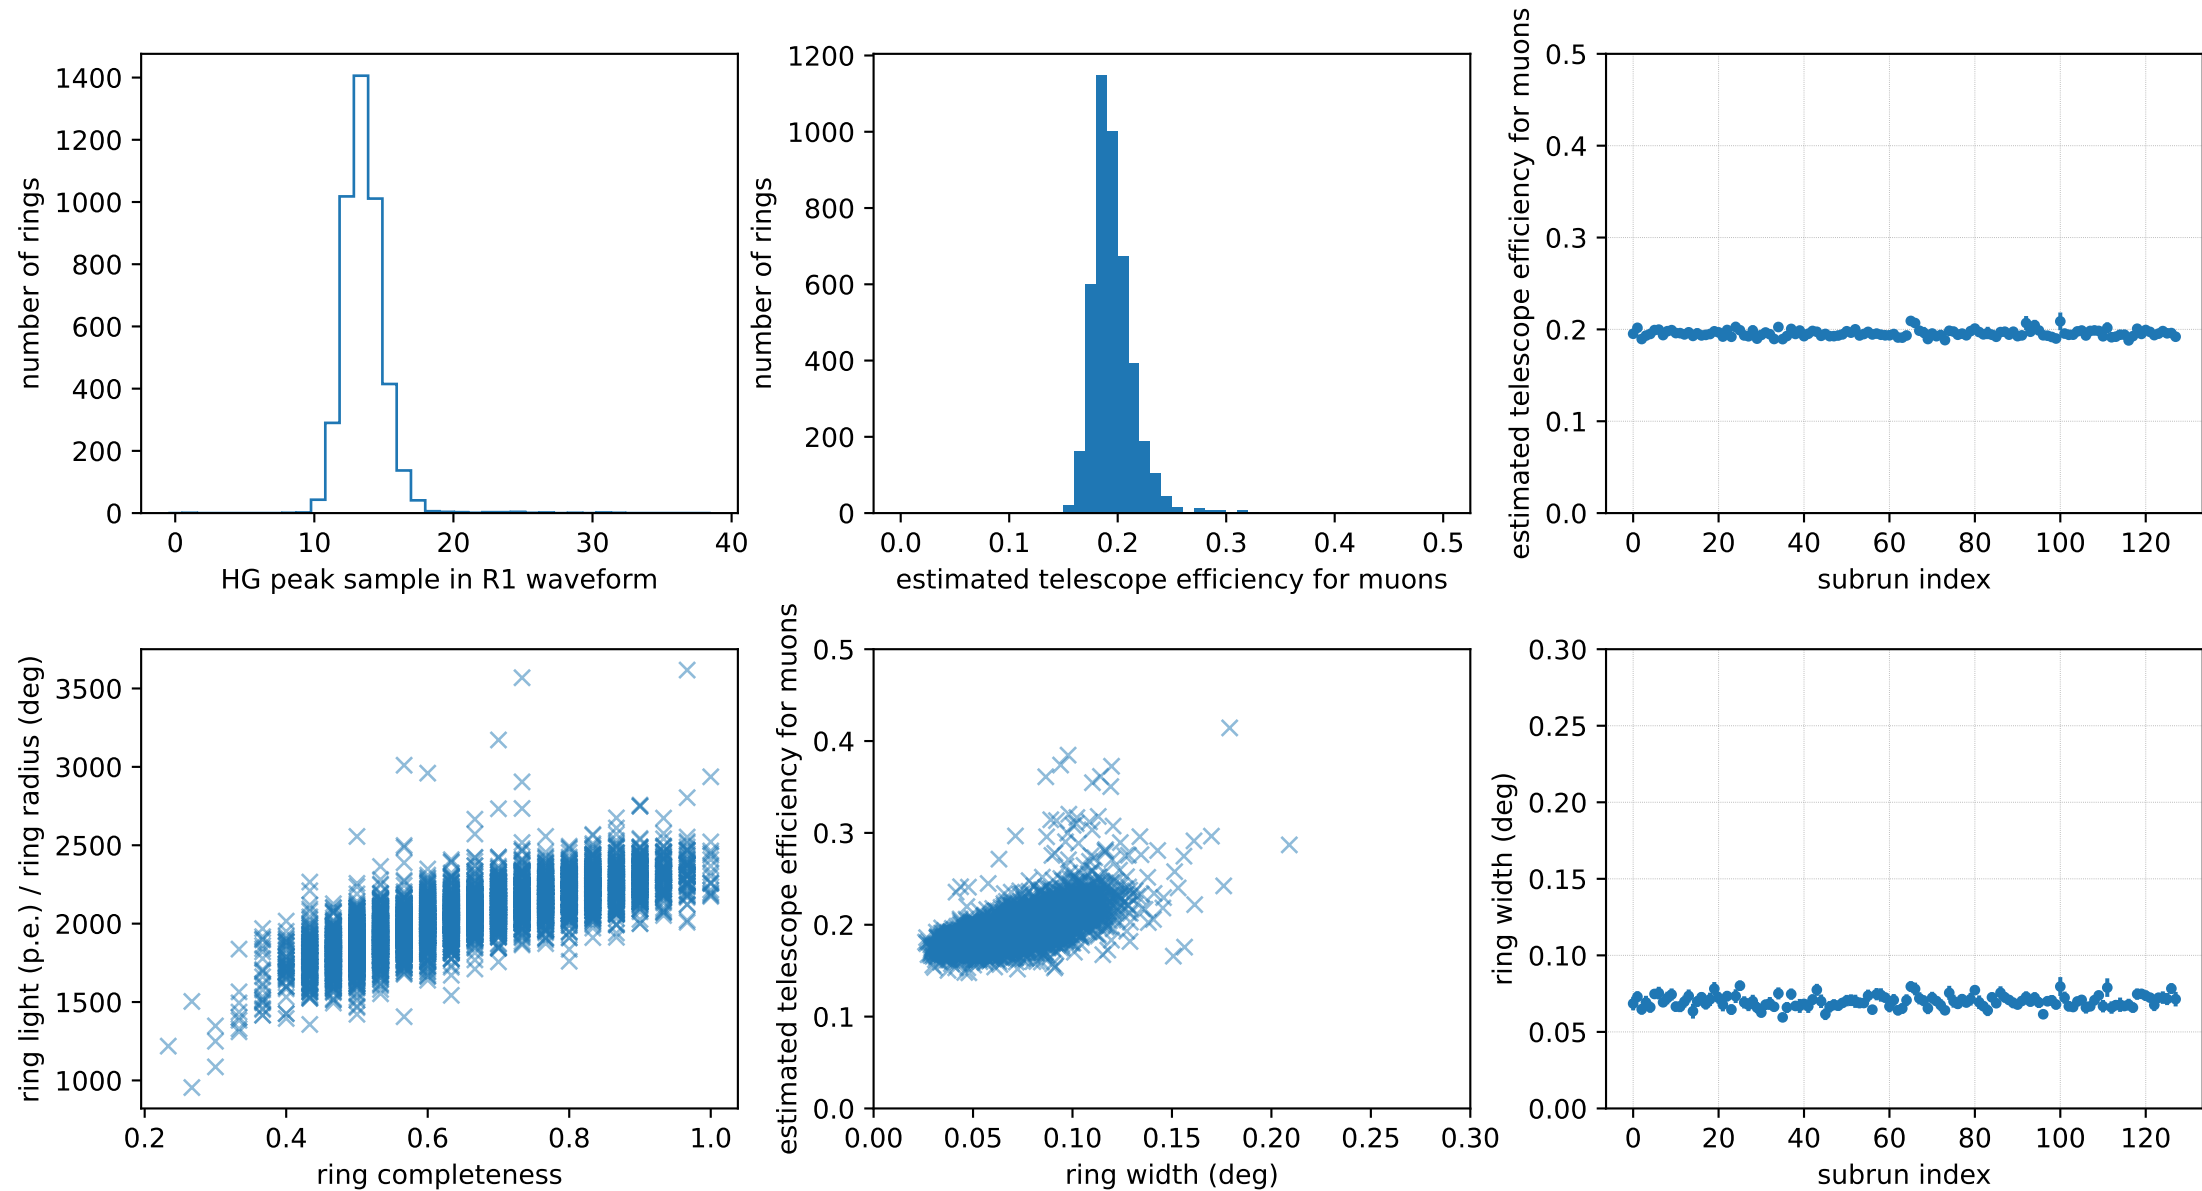 number of rings
1400
1200
1000
800
600
400
200
0
0 10 20 30 40
HG peak sample in R1 waveform
number of rings
1200
1000
800
600
400
200
0
0.0 0.1 0.2 0.3 0.4 0.5
estimated telescope efficiency for muons
estimated telescope efficiency for muons
0.5
0.4
0.3
0.2
0.1
0.0
0 20 40 60 80 100 120
subrun index
ring light (p.e.) / ring radius (deg)
3500
3000
2500
2000
1500
1000
0.2 0.4 0.6 0.8 1.0
ring completeness
estimated telescope efficiency for muons
0.5
0.4
0.3
0.2
0.1
0.0
0.00 0.05 0.10 0.15 0.20 0.25 0.30
ring width (deg)
ring width (deg)
0.30
0.25
0.20
0.15
0.10
0.05
0.00
0 20 40 60 80 100 120
subrun index